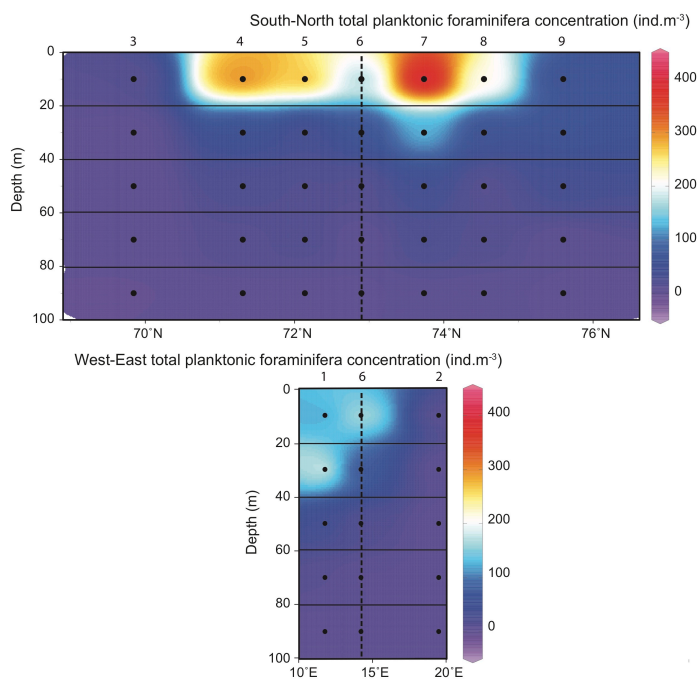 South-North total planktonic foraminifera concentration (ind.m-3)
3 4 5 6 7 8 9
0
20
40
60
80
100
Depth (m)
70°N 72°N 74°N 76°N
400
300
200
100
0
West-East total planktonic foraminifera concentration (ind.m-3)
1 6 2
0
20
40
60
80
100
Depth (m)
10°E 15°E 20°E
400
300
200
100
0